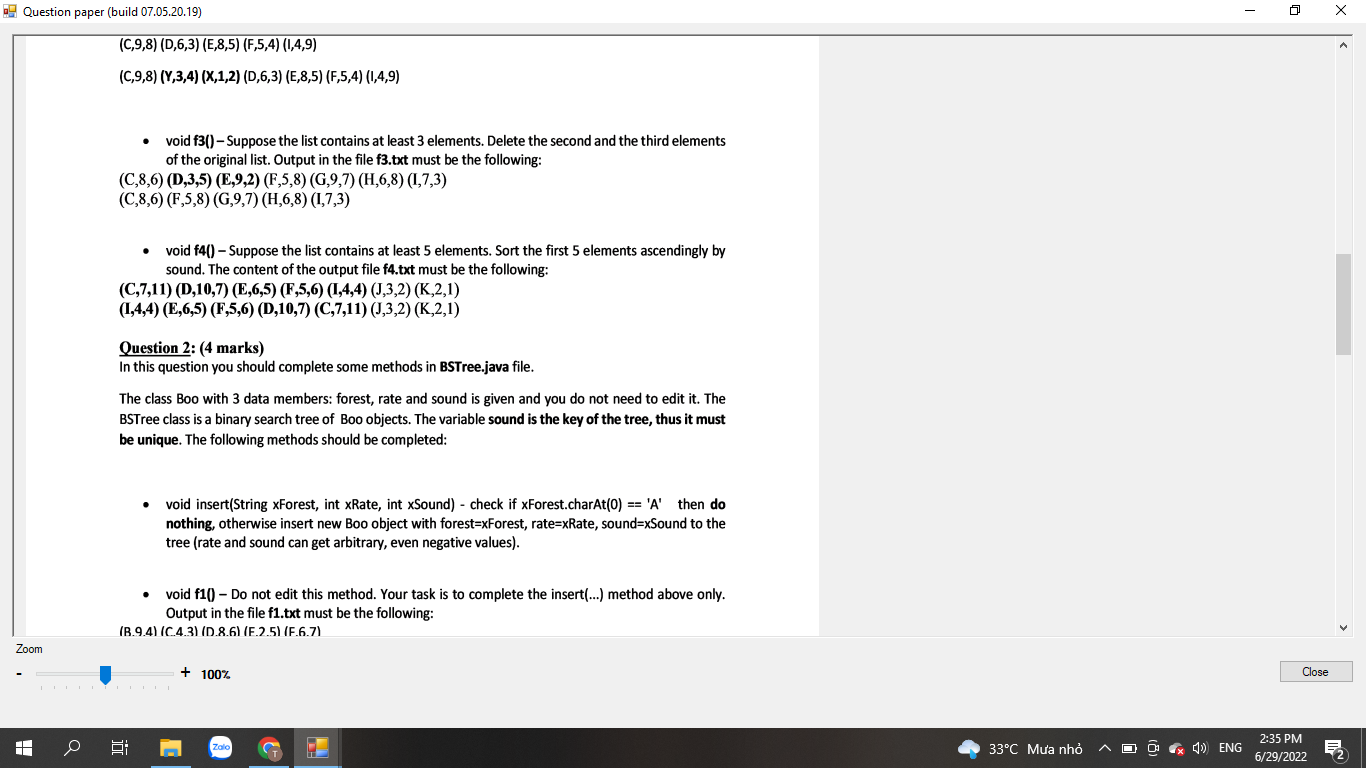 Question paper (build 07.05.20.19)
(C,9,8) (D,6,3) (E,8,5) (F,5,4) (I,4,9)
(C,9,8) (Y,3,4) (X,1,2) (D,6,3) (E,8,5) (F,5,4) (I,4,9)
• void f3() – Suppose the list contains at least 3 elements. Delete the second and the third elements
of the original list. Output in the file f3.txt must be the following:
(C,8,6) (D,3,5) (E,9,2) (F,5,8) (G,9,7) (H,6,8) (I,7,3)
(C,8,6) (F,5,8) (G,9,7) (H,6,8) (I,7,3)
• void f4() – Suppose the list contains at least 5 elements. Sort the first 5 elements ascendingly by
sound. The content of the output file f4.txt must be the following:
(C,7,11) (D,10,7) (E,6,5) (F,5,6) (I,4,4) (J,3,2) (K,2,1)
(I,4,4) (E,6,5) (F,5,6) (D,10,7) (C,7,11) (J,3,2) (K,2,1)
Question 2: (4 marks)
In this question you should complete some methods in BSTree.java file.
The class Boo with 3 data members: forest, rate and sound is given and you do not need to edit it. The
BSTree class is a binary search tree of Boo objects. The variable sound is the key of the tree, thus it must
be unique. The following methods should be completed:
• void insert(String xForest, int xRate, int xSound) - check if xForest.charAt(0) == 'A' then do
nothing, otherwise insert new Boo object with forest=xForest, rate=xRate, sound=xSound to the
tree (rate and sound can get arbitrary, even negative values).
• void f1() – Do not edit this method. Your task is to complete the insert(...) method above only.
Output in the file f1.txt must be the following:
(B,9,4) (C,4,3) (D,8,6) (E,2,5) (F,6,7)
Zoom
- + 100%
Close
Zalo
T
33°C Mưa nhỏ
ENG
2:35 PM
6/29/2022
2